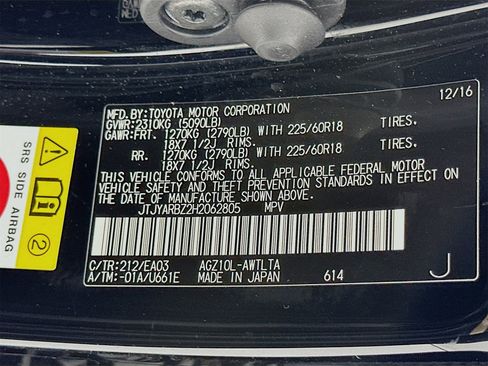 12/16
MFD. BY: TOYOTA MOTOR CORPORATION
GVWR: 2310KG (5090LB)
GAWR: FRT. 1270KG (2790LB) WITH 225/60R18 TIRES.
18X7 1/2J RIMS.
RR. 1270KG (2790LB) WITH 225/60R18 TIRES.
18X7 1/2J RIMS.
THIS VEHICLE CONFORMS TO ALL APPLICABLE FEDERAL MOTOR
VEHICLE SAFETY AND THEFT PREVENTION STANDARDS IN EFFECT ON
THE DATE OF MANUFACTURE SHOWN ABOVE.
JTJYARBZ2H2062805 MPV
C/TR: 212/EA03 AGZ10L-AWTLTA
A/TM: -01A/U661E MADE IN JAPAN 614 J
SRS SIDE AIRBAG
2